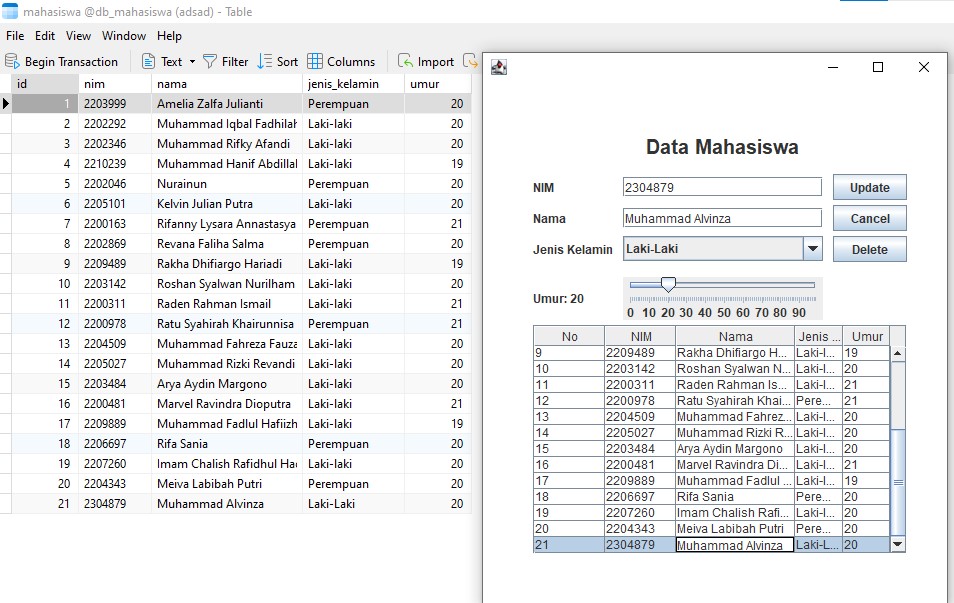 mahasiswa @db_mahasiswa (adsad) - Table
File Edit View Window Help
Begin Transaction Text Filter Sort Columns Import
id nim nama jenis_kelamin umur
1 2203999 Amelia Zalfa Julianti Perempuan 20
2 2202292 Muhammad Iqbal Fadhilah Laki-laki 20
3 2202346 Muhammad Rifky Afandi Laki-laki 20
4 2210239 Muhammad Hanif Abdillal Laki-laki 19
5 2202046 Nurainun Perempuan 20
6 2205101 Kelvin Julian Putra Laki-laki 20
7 2200163 Rifanny Lysara Annastasya Perempuan 21
8 2202869 Revana Faliha Salma Perempuan 20
9 2209489 Rakha Dhifiargo Hariadi Laki-laki 19
10 2203142 Roshan Syalwan Nurilham Laki-laki 20
11 2200311 Raden Rahman Ismail Laki-laki 21
12 2200978 Ratu Syahirah Khairunnisa Perempuan 21
13 2204509 Muhammad Fahreza Fauza Laki-laki 20
14 2205027 Muhammad Rizki Revandi Laki-laki 20
15 2203484 Arya Aydin Margono Laki-laki 20
16 2200481 Marvel Ravindra Dioputra Laki-laki 21
17 2209889 Muhammad Fadlul Hafiizh Laki-laki 19
18 2206697 Rifa Sania Perempuan 20
19 2207260 Imam Chalish Rafidhul Ha Laki-laki 20
20 2204343 Meiva Labibah Putri Perempuan 20
21 2304879 Muhammad Alvinza Laki-Laki 20
Data Mahasiswa
NIM 2304879 Update
Nama Muhammad Alvinza Cancel
Jenis Kelamin Laki-Laki Delete
Umur: 20
0 10 20 30 40 50 60 70 80 90
No NIM Nama Jenis ... Umur
9 2209489 Rakha Dhifiargo H... Laki-l... 19
10 2203142 Roshan Syalwan N... Laki-l... 20
11 2200311 Raden Rahman Is... Laki-l... 21
12 2200978 Ratu Syahirah Khai... Pere... 21
13 2204509 Muhammad Fahrez... Laki-l... 20
14 2205027 Muhammad Rizki R... Laki-l... 20
15 2203484 Arya Aydin Margono Laki-l... 20
16 2200481 Marvel Ravindra Di... Laki-l... 21
17 2209889 Muhammad Fadlul ... Laki-l... 19
18 2206697 Rifa Sania Pere... 20
19 2207260 Imam Chalish Rafi... Laki-l... 20
20 2204343 Meiva Labibah Putri Pere... 20
21 2304879 Muhammad Alvinza Laki-L... 20